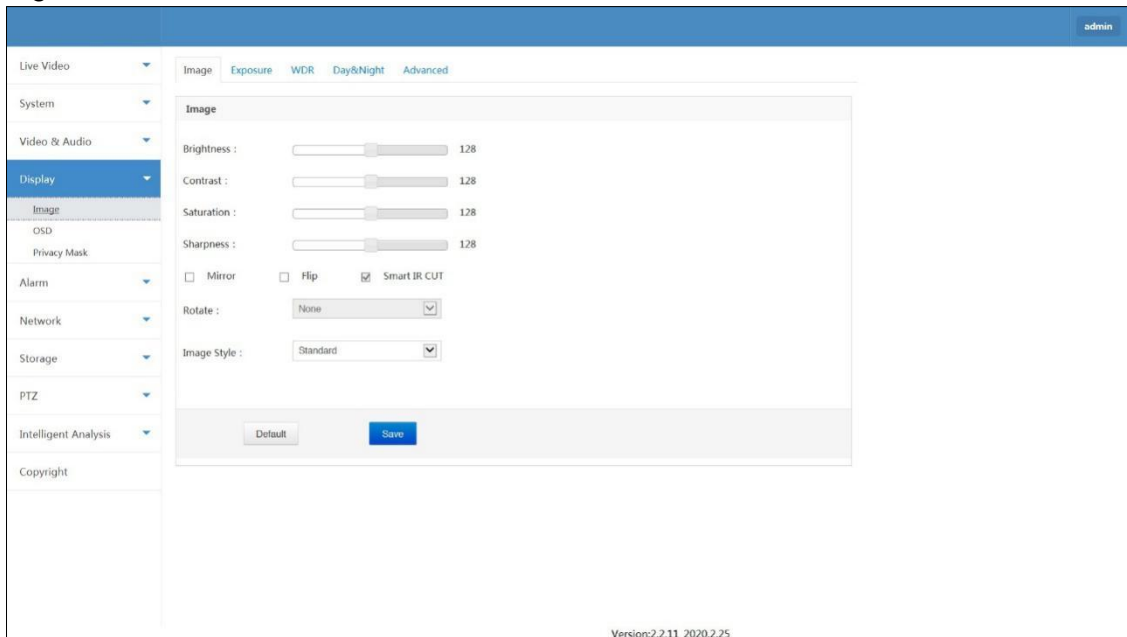 admin
Live Video
System
Video & Audio
Display
Image
OSD
Privacy Mask
Alarm
Network
Storage
PTZ
Intelligent Analysis
Copyright
Image Exposure WDR Day&Night Advanced
Image
Brightness : 128
Contrast : 128
Saturation : 128
Sharpness : 128
Mirror Flip Smart IR CUT
Rotate : None
Image Style : Standard
Default Save
Version:2.2.11 2020.2.25